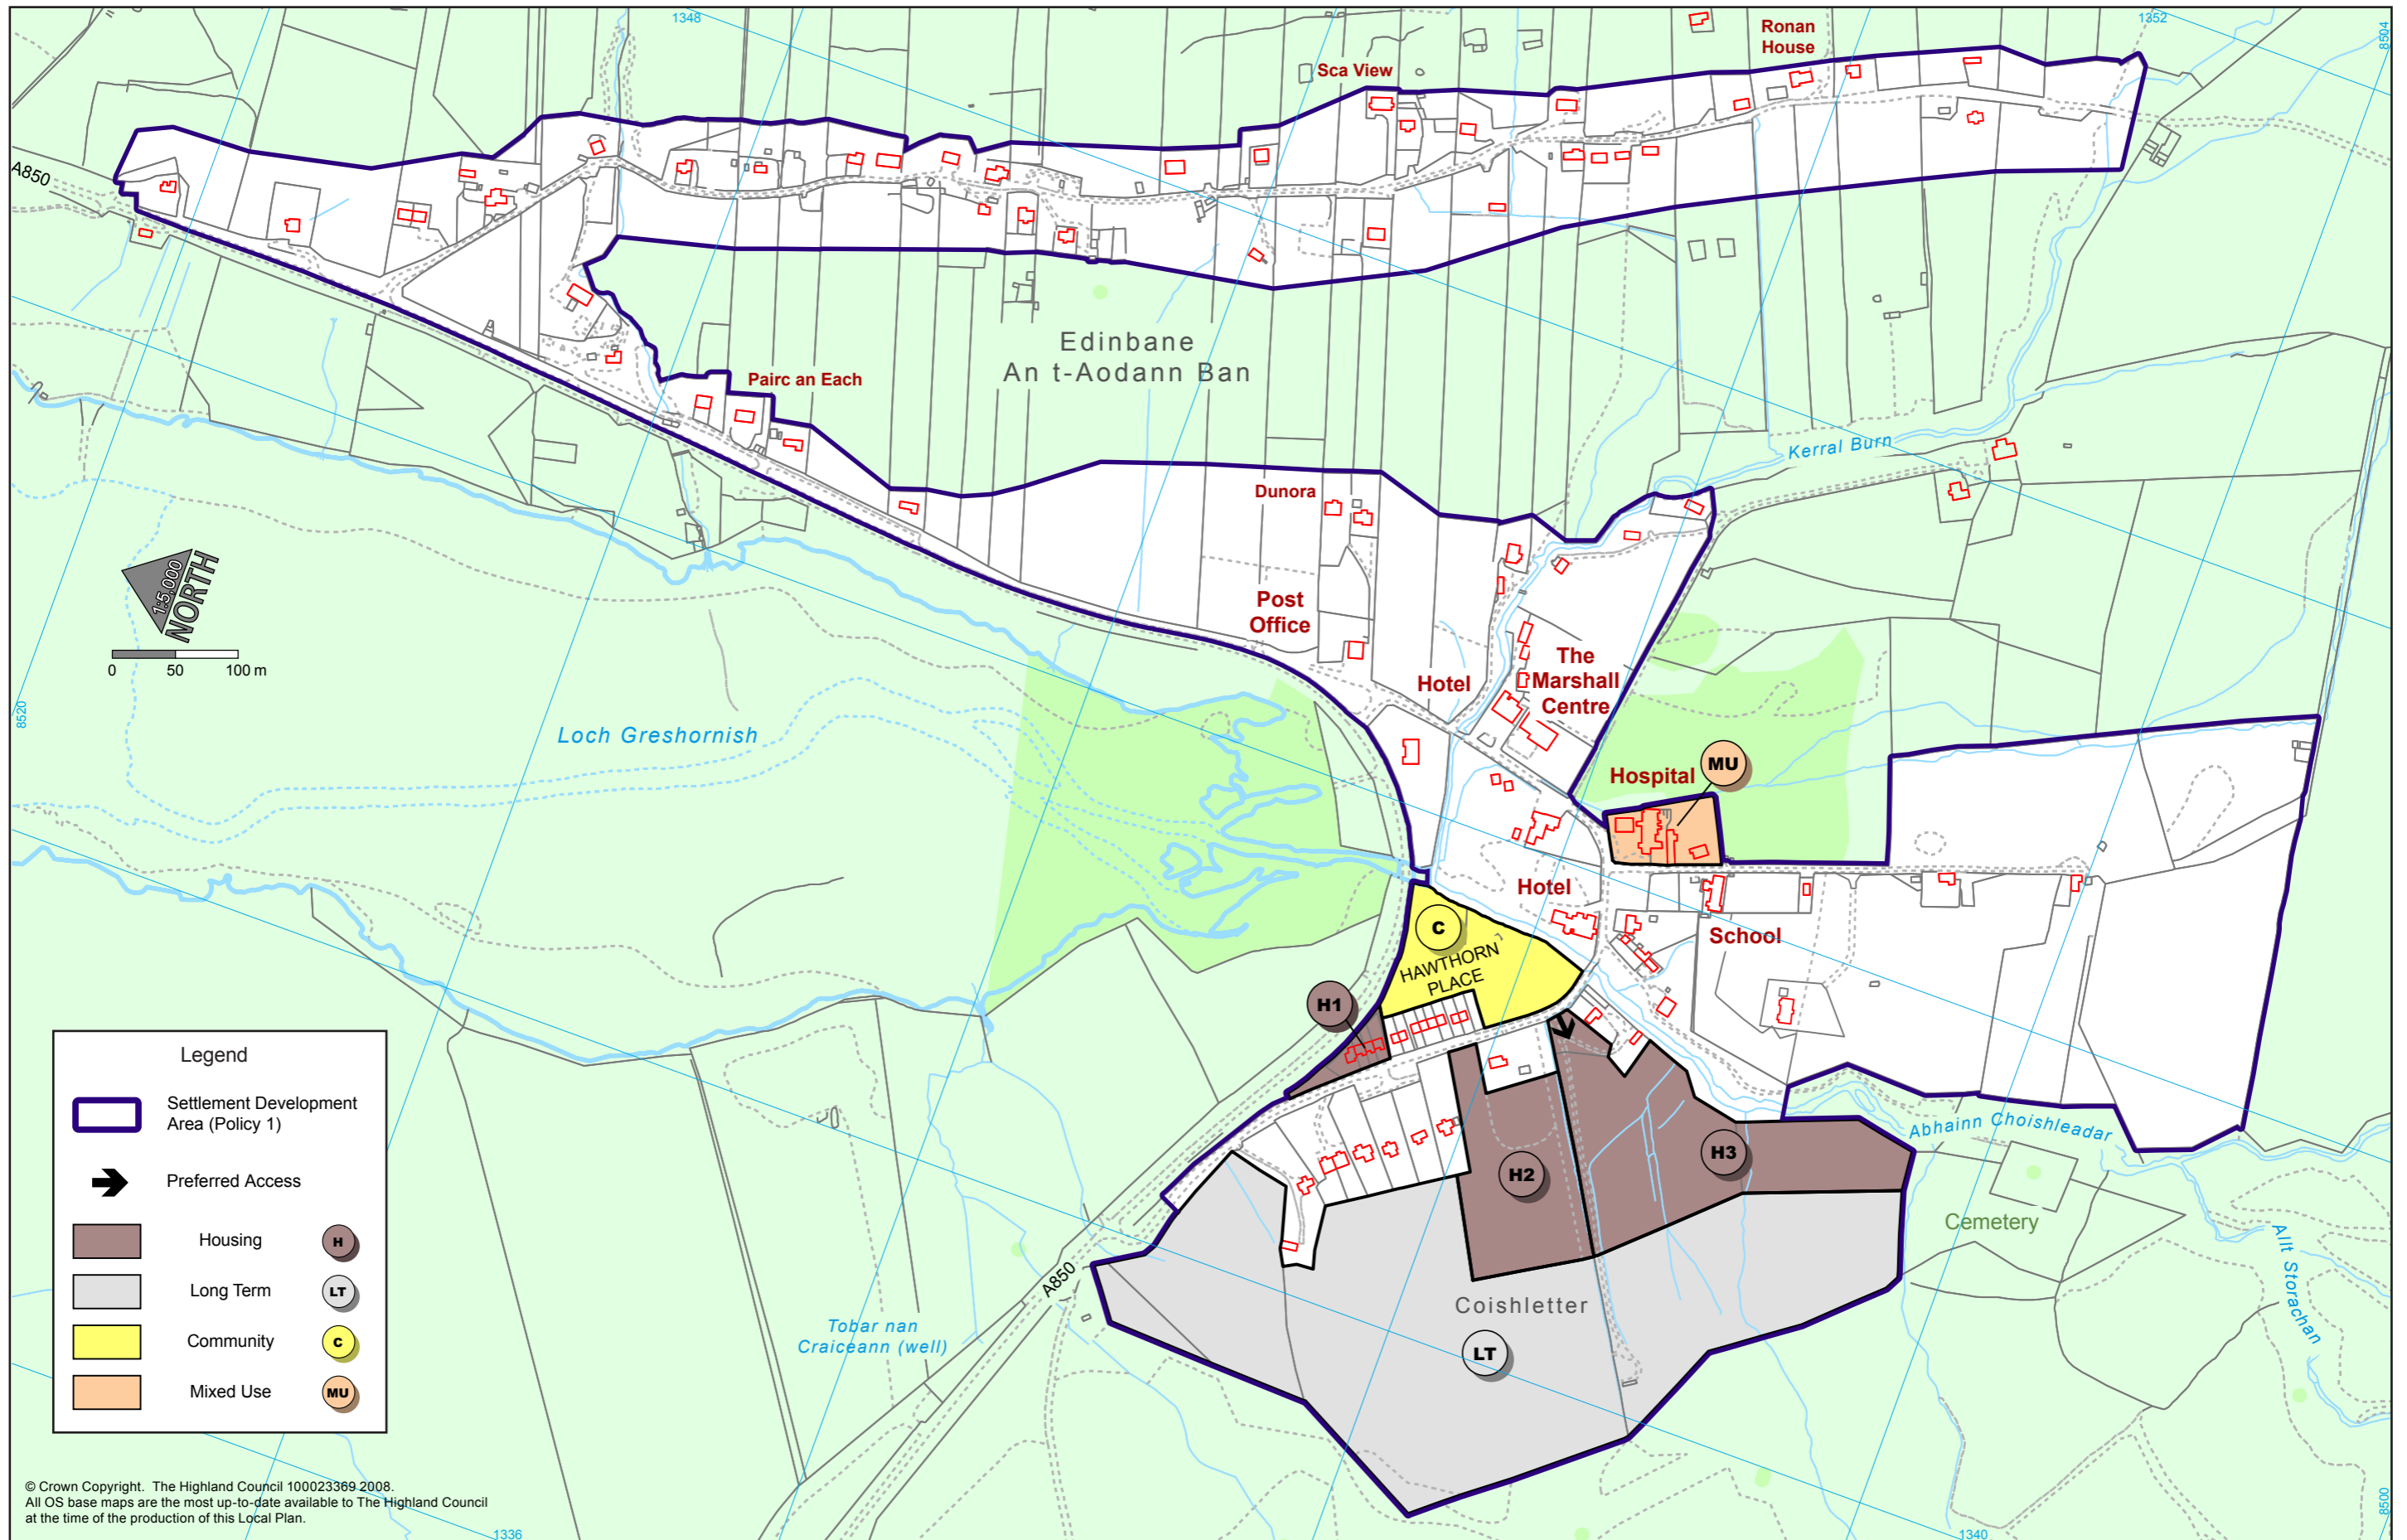 1348
1352
8504
Ronan
House
Sca View
A850
Edinbane
An t-Aodann Ban
Pairc an Each
Kerral Burn
Dunora
1:5,000
NORTH
0 50 100 m
Post
Office
The
Marshall
Centre
Hotel
8520
Loch Greshornish
Hospital
MU
Hotel
C
HAWTHORN
PLACE
School
H1
Abhainn Choishleadar
H3
H2
Cemetery
Allt Storachan
A850
Coishletter
Tobar nan
Craiceann (well)
LT
Legend
Settlement Development
Area (Policy 1)
Preferred Access
Housing H
Long Term LT
Community C
Mixed Use MU
© Crown Copyright. The Highland Council 100023369 2008.
All OS base maps are the most up-to-date available to The Highland Council
at the time of the production of this Local Plan.
1336
1340
8500